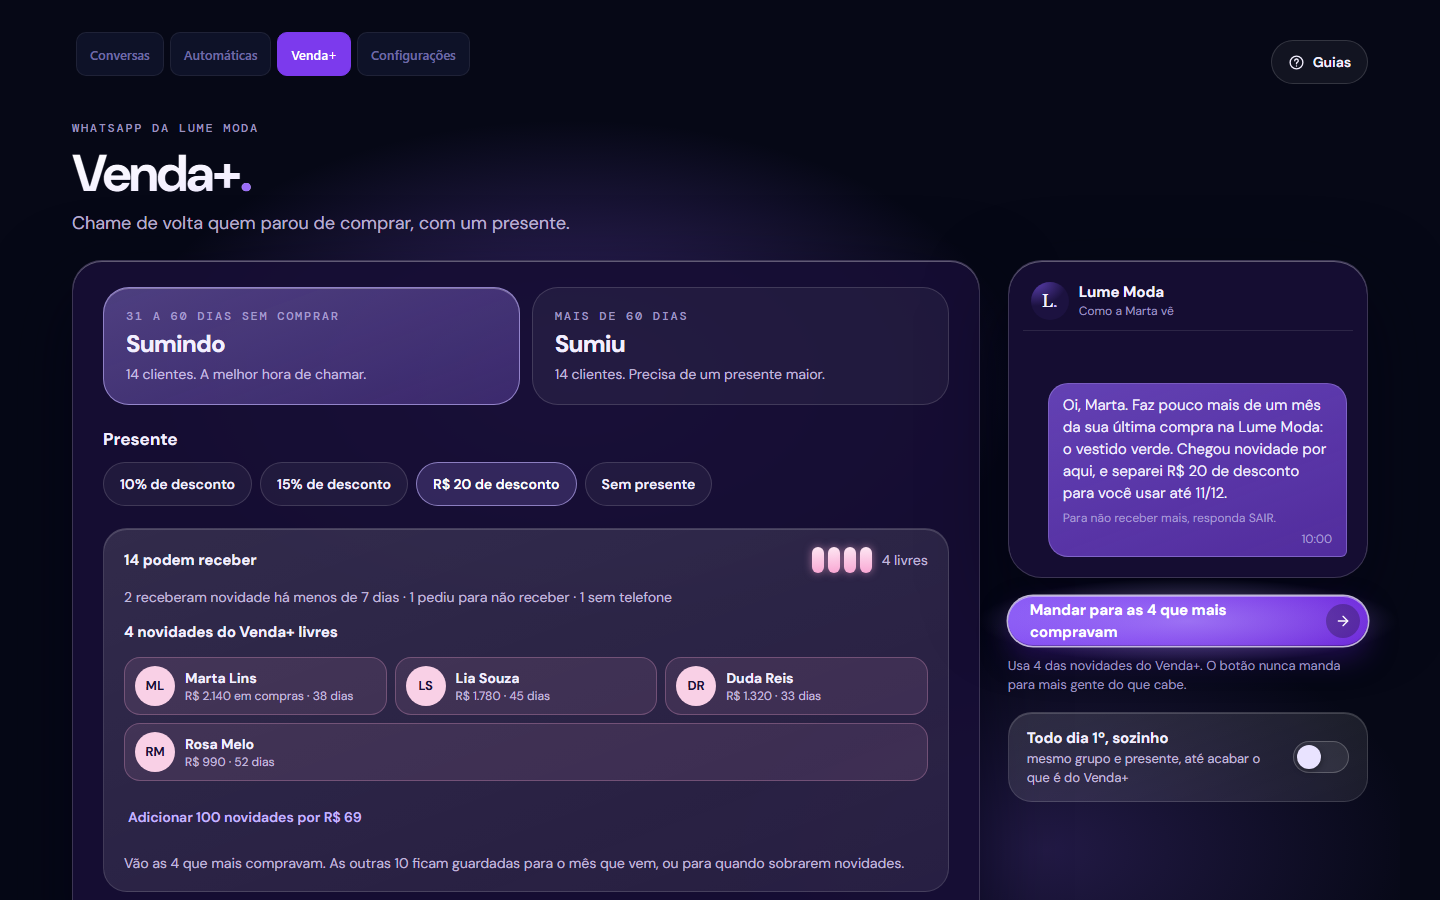 Conversas
Automáticas
Venda+
Configurações
Guias
WHATSAPP DA LUME MODA
Venda+.
Chame de volta quem parou de comprar, com um presente.
31 A 60 DIAS SEM COMPRAR
Sumindo
14 clientes. A melhor hora de chamar.
MAIS DE 60 DIAS
Sumiu
14 clientes. Precisa de um presente maior.
Presente
10% de desconto
15% de desconto
R$ 20 de desconto
Sem presente
14 podem receber
4 livres
2 receberam novidade há menos de 7 dias · 1 pediu para não receber · 1 sem telefone
4 novidades do Venda+ livres
ML
Marta Lins
R$ 2.140 em compras · 38 dias
LS
Lia Souza
R$ 1.780 · 45 dias
DR
Duda Reis
R$ 1.320 · 33 dias
RM
Rosa Melo
R$ 990 · 52 dias
Adicionar 100 novidades por R$ 69
Vão as 4 que mais compravam. As outras 10 ficam guardadas para o mês que vem, ou para quando sobrarem novidades.
L.
Lume Moda
Como a Marta vê
Oi, Marta. Faz pouco mais de um mês
da sua última compra na Lume Moda:
o vestido verde. Chegou novidade por
aqui, e separei R$ 20 de desconto
para você usar até 11/12.
Para não receber mais, responda SAIR.
10:00
Mandar para as 4 que mais
compravam
Usa 4 das novidades do Venda+. O botão nunca manda
para mais gente do que cabe.
Todo dia 1º, sozinho
mesmo grupo e presente, até acabar o
que é do Venda+